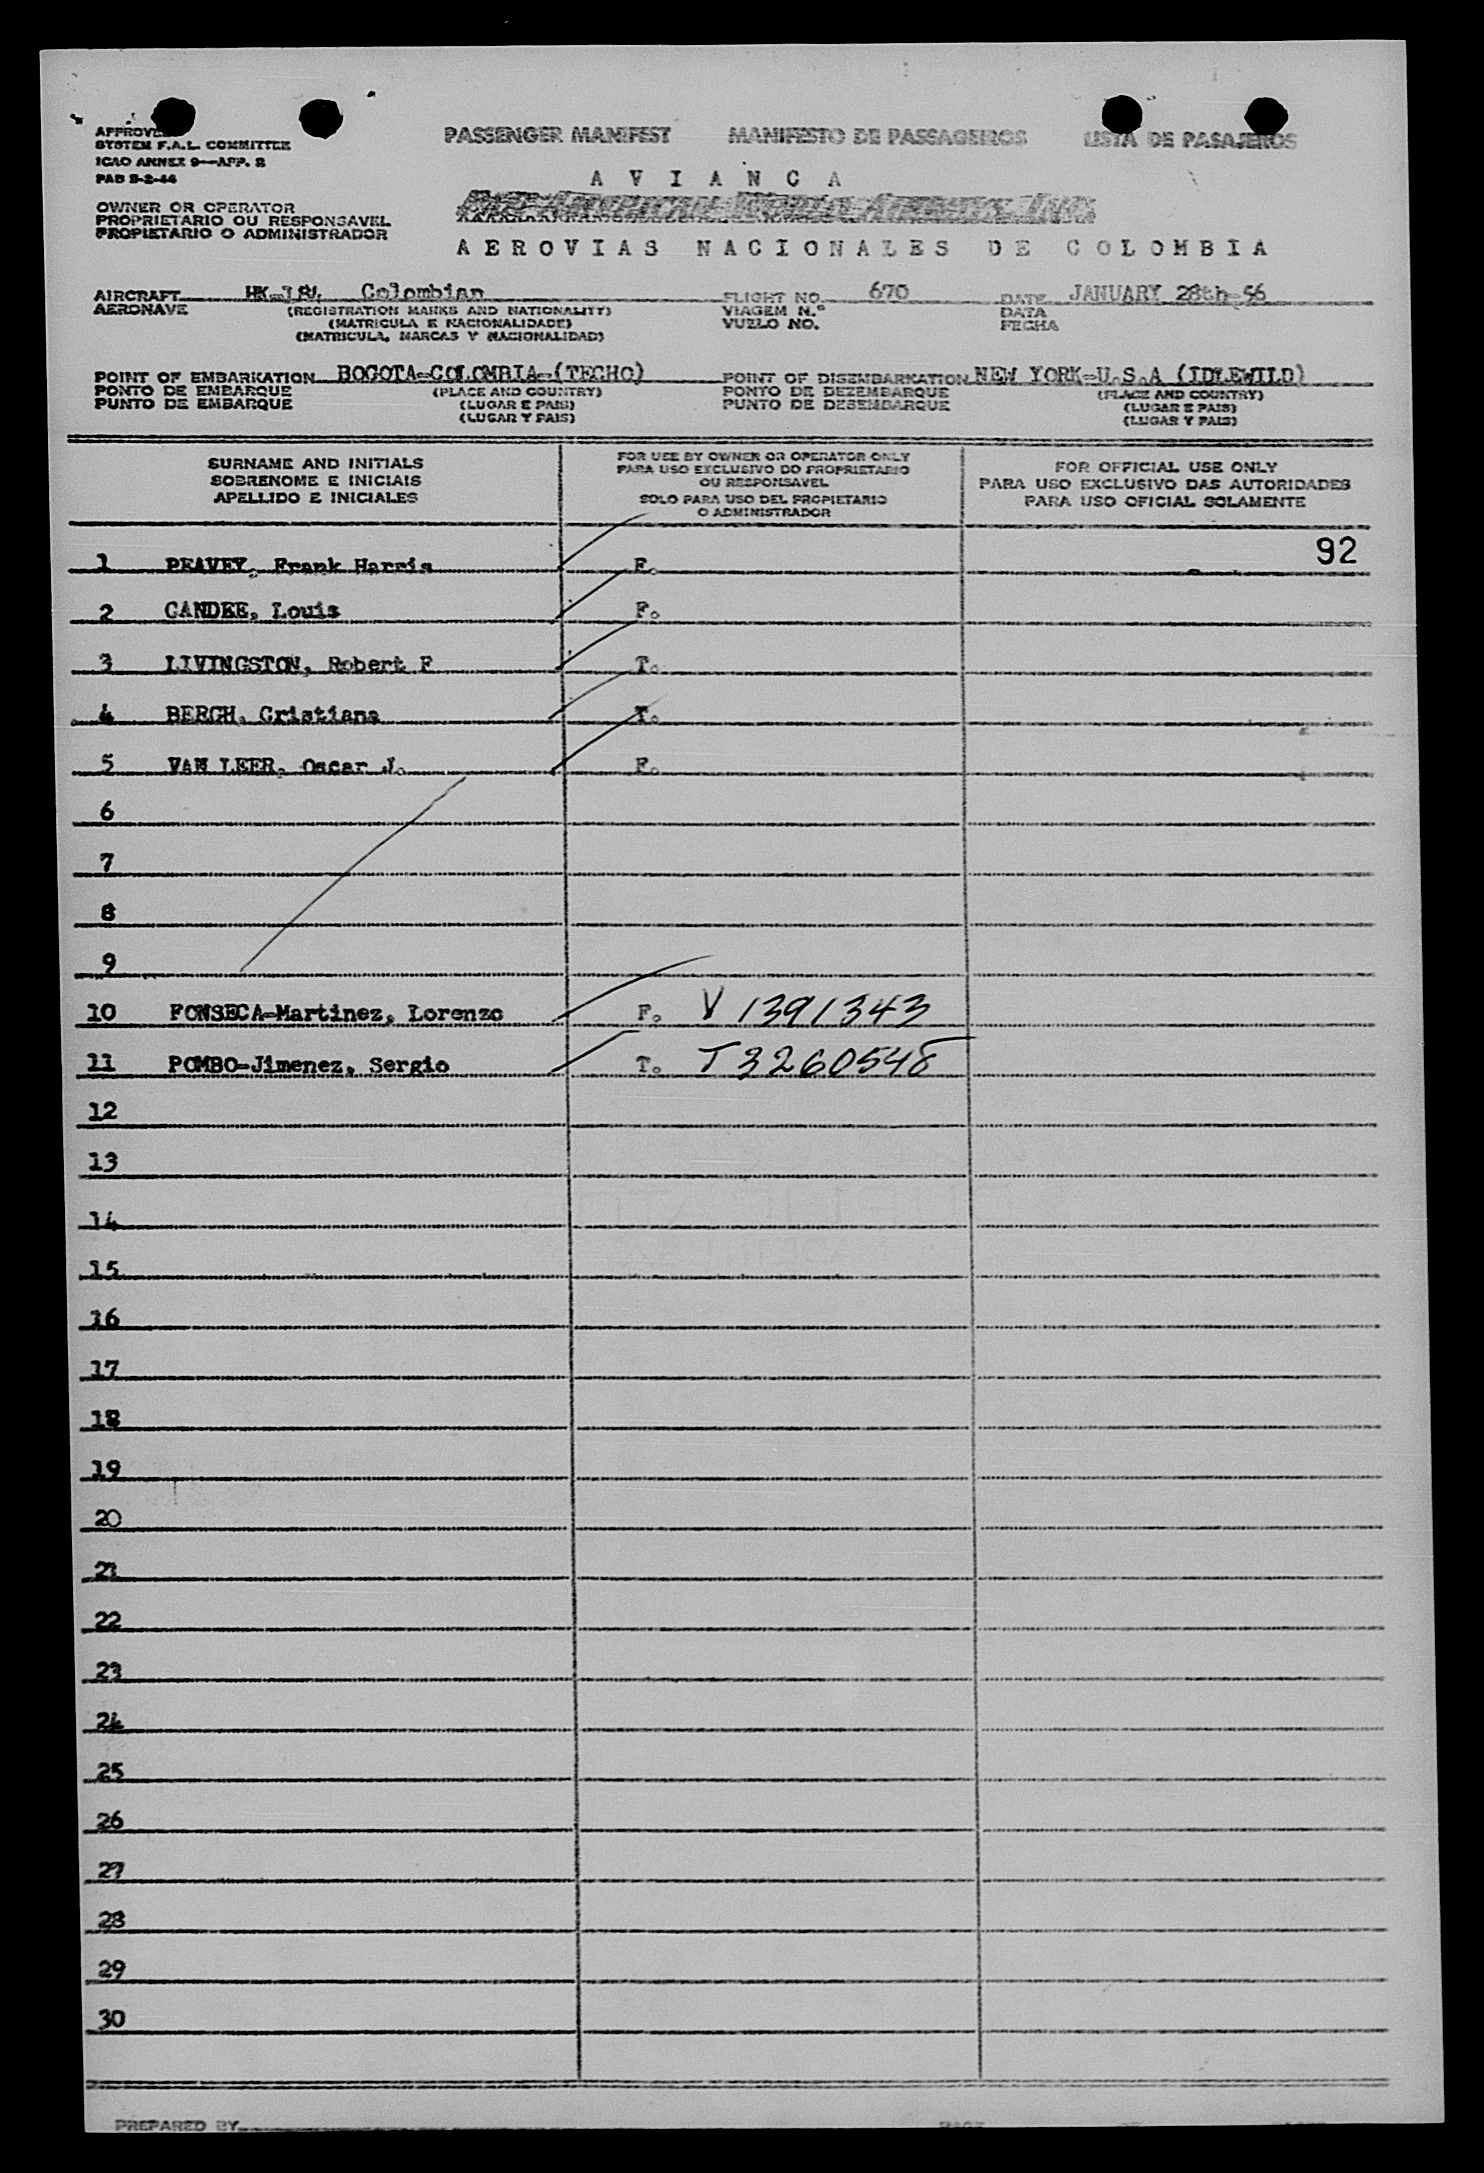 PASSENGER MANIFEST MANIFESTO DE PASSAGEIROS LISTA DE PASAJEROS
SYSTEM F.A.L. COMMITTEE
ICAO ANNEX 9—APP. 2
A V I A N C A
OWNER OR OPERATOR
PROPRIETARIO OU RESPONSAVEL
PROPIETARIO O ADMINISTRADOR
AEROVIAS NACIONALES DE COLOMBIA
AIRCRAFT Colombian FLIGHT NO. 670 DATE JANUARY 28th-56
AERONAVE (REGISTRATION MARKS AND NATIONALITY) VIAGEM N.º DATA
(MATRICULA E NACIONALIDADE) VUELO NO. FECHA
(MATRICULA, MARCAS Y NACIONALIDAD)
POINT OF EMBARKATION BOGOTA-COLOMBIA-(TECHO) POINT OF DISEMBARKATION NEW YORK-U.S.A (IDLEWILD)
PONTO DE EMBARQUE (PLACE AND COUNTRY) PONTO DE DEZEMBARQUE (PLACE AND COUNTRY)
PUNTO DE EMBARQUE (LUGAR E PAIS) PUNTO DE DESEMBARQUE (LUGAR E PAIS)
(LUGAR Y PAIS) (LUGAR Y PAIS)
SURNAME AND INITIALS
SOBRENOME E INICIAIS
APELLIDO E INICIALES
FOR USE BY OWNER OR OPERATOR ONLY
PARA USO EXCLUSIVO DO PROPRIETARIO
OU RESPONSAVEL
SOLO PARA USO DEL PROPIETARIO
O ADMINISTRADOR
FOR OFFICIAL USE ONLY
PARA USO EXCLUSIVO DAS AUTORIDADES
PARA USO OFICIAL SOLAMENTE
92
1 PEAVEY, Frank Harris F.
2 CANDEE, Louis F.
3 LIVINGSTON, Robert F T.
4 BERGH, Cristiana T.
5 VAN LEER, Oscar J. F.
6
7
8
9
10 FONSECA-Martinez, Lorenzo F. V 1391343
11 POMBO-Jimenez, Sergio T. T 3260548
12
13
14
15
16
17
18
19
20
21
22
23
24
25
26
27
28
29
30
PREPARED BY